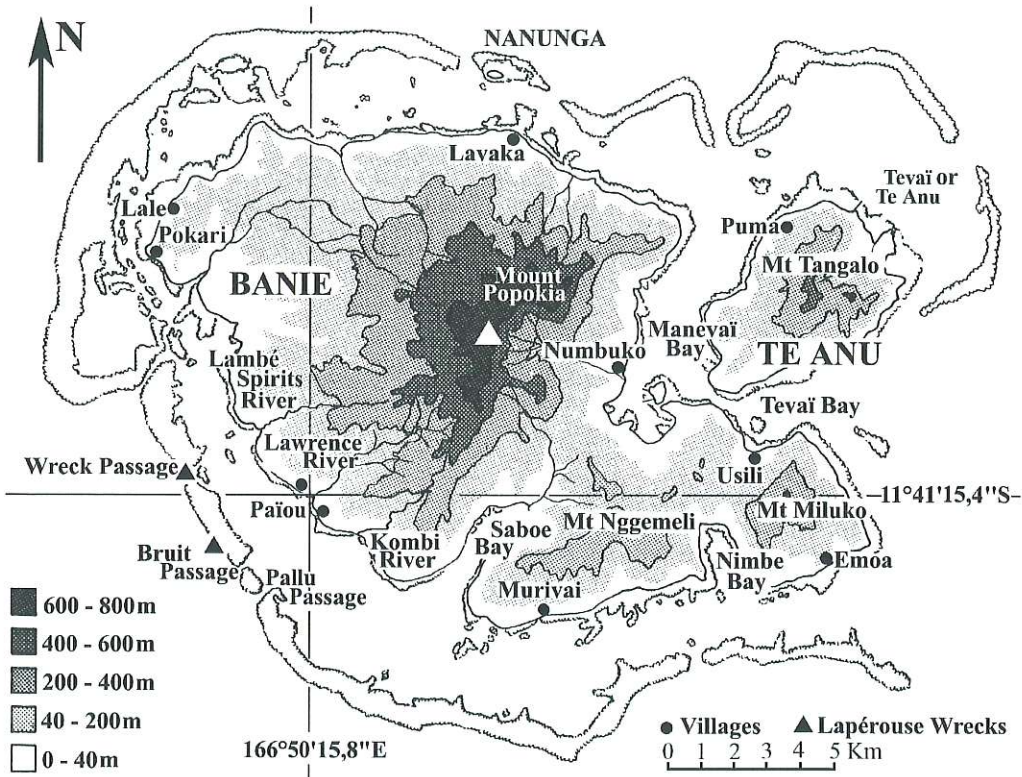 N
NANUNGA
Lavaka
Tevaï or
Te Anu
Lale
Puma
Pokari
Mt Tangalo
BANIE
Mount
Popokia
Manevaï
Bay
TE ANU
Numbuko
Lambé
Spirits
River
Tevaï Bay
Lawrence
River
Wreck Passage
Usili
11°41'15,4"S
Païou
Mt Miluko
Saboe
Bay
Mt Nggemeli
Kombi
River
Nimbe
Bay
Emoa
Bruit
Passage
Pallu
Passage
Murivai
600 - 800m
400 - 600m
200 - 400m
40 - 200m
0 - 40m
166°50'15,8"E
Villages
Lapérouse Wrecks
0 1 2 3 4 5 Km